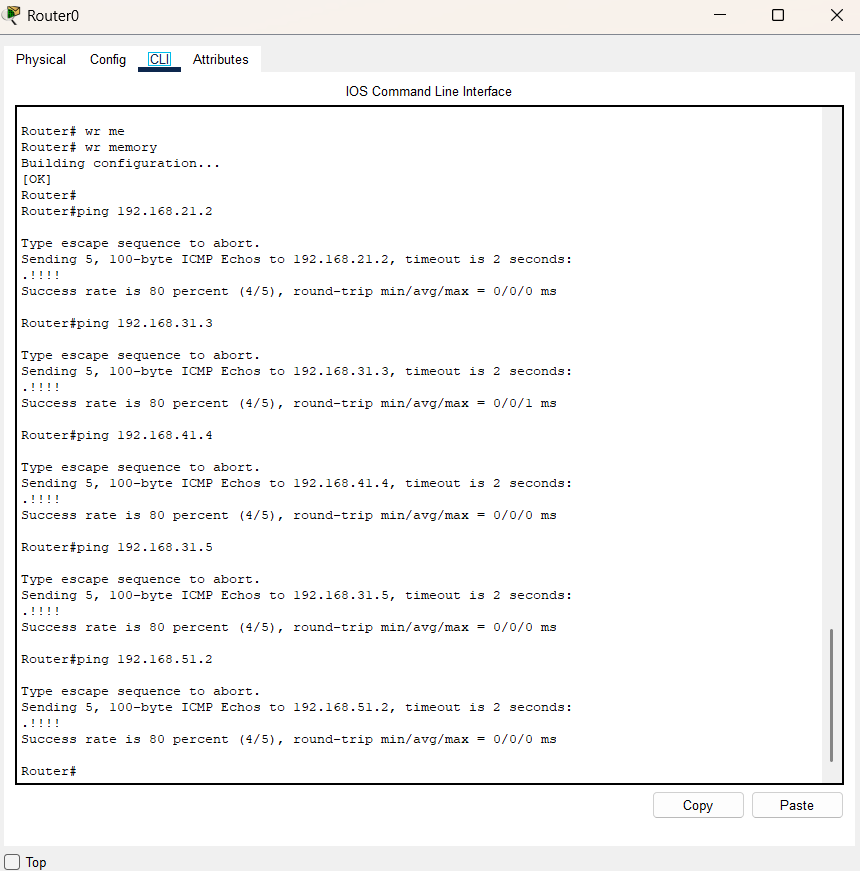 Router0
Physical Config CLI Attributes
IOS Command Line Interface
Router# wr me
Router# wr memory
Building configuration...
[OK]
Router#
Router#ping 192.168.21.2
Type escape sequence to abort.
Sending 5, 100-byte ICMP Echos to 192.168.21.2, timeout is 2 seconds:
.!!!!
Success rate is 80 percent (4/5), round-trip min/avg/max = 0/0/0 ms
Router#ping 192.168.31.3
Type escape sequence to abort.
Sending 5, 100-byte ICMP Echos to 192.168.31.3, timeout is 2 seconds:
.!!!!
Success rate is 80 percent (4/5), round-trip min/avg/max = 0/0/1 ms
Router#ping 192.168.41.4
Type escape sequence to abort.
Sending 5, 100-byte ICMP Echos to 192.168.41.4, timeout is 2 seconds:
.!!!!
Success rate is 80 percent (4/5), round-trip min/avg/max = 0/0/0 ms
Router#ping 192.168.31.5
Type escape sequence to abort.
Sending 5, 100-byte ICMP Echos to 192.168.31.5, timeout is 2 seconds:
.!!!!
Success rate is 80 percent (4/5), round-trip min/avg/max = 0/0/0 ms
Router#ping 192.168.51.2
Type escape sequence to abort.
Sending 5, 100-byte ICMP Echos to 192.168.51.2, timeout is 2 seconds:
.!!!!
Success rate is 80 percent (4/5), round-trip min/avg/max = 0/0/0 ms
Router#
Copy Paste
Top